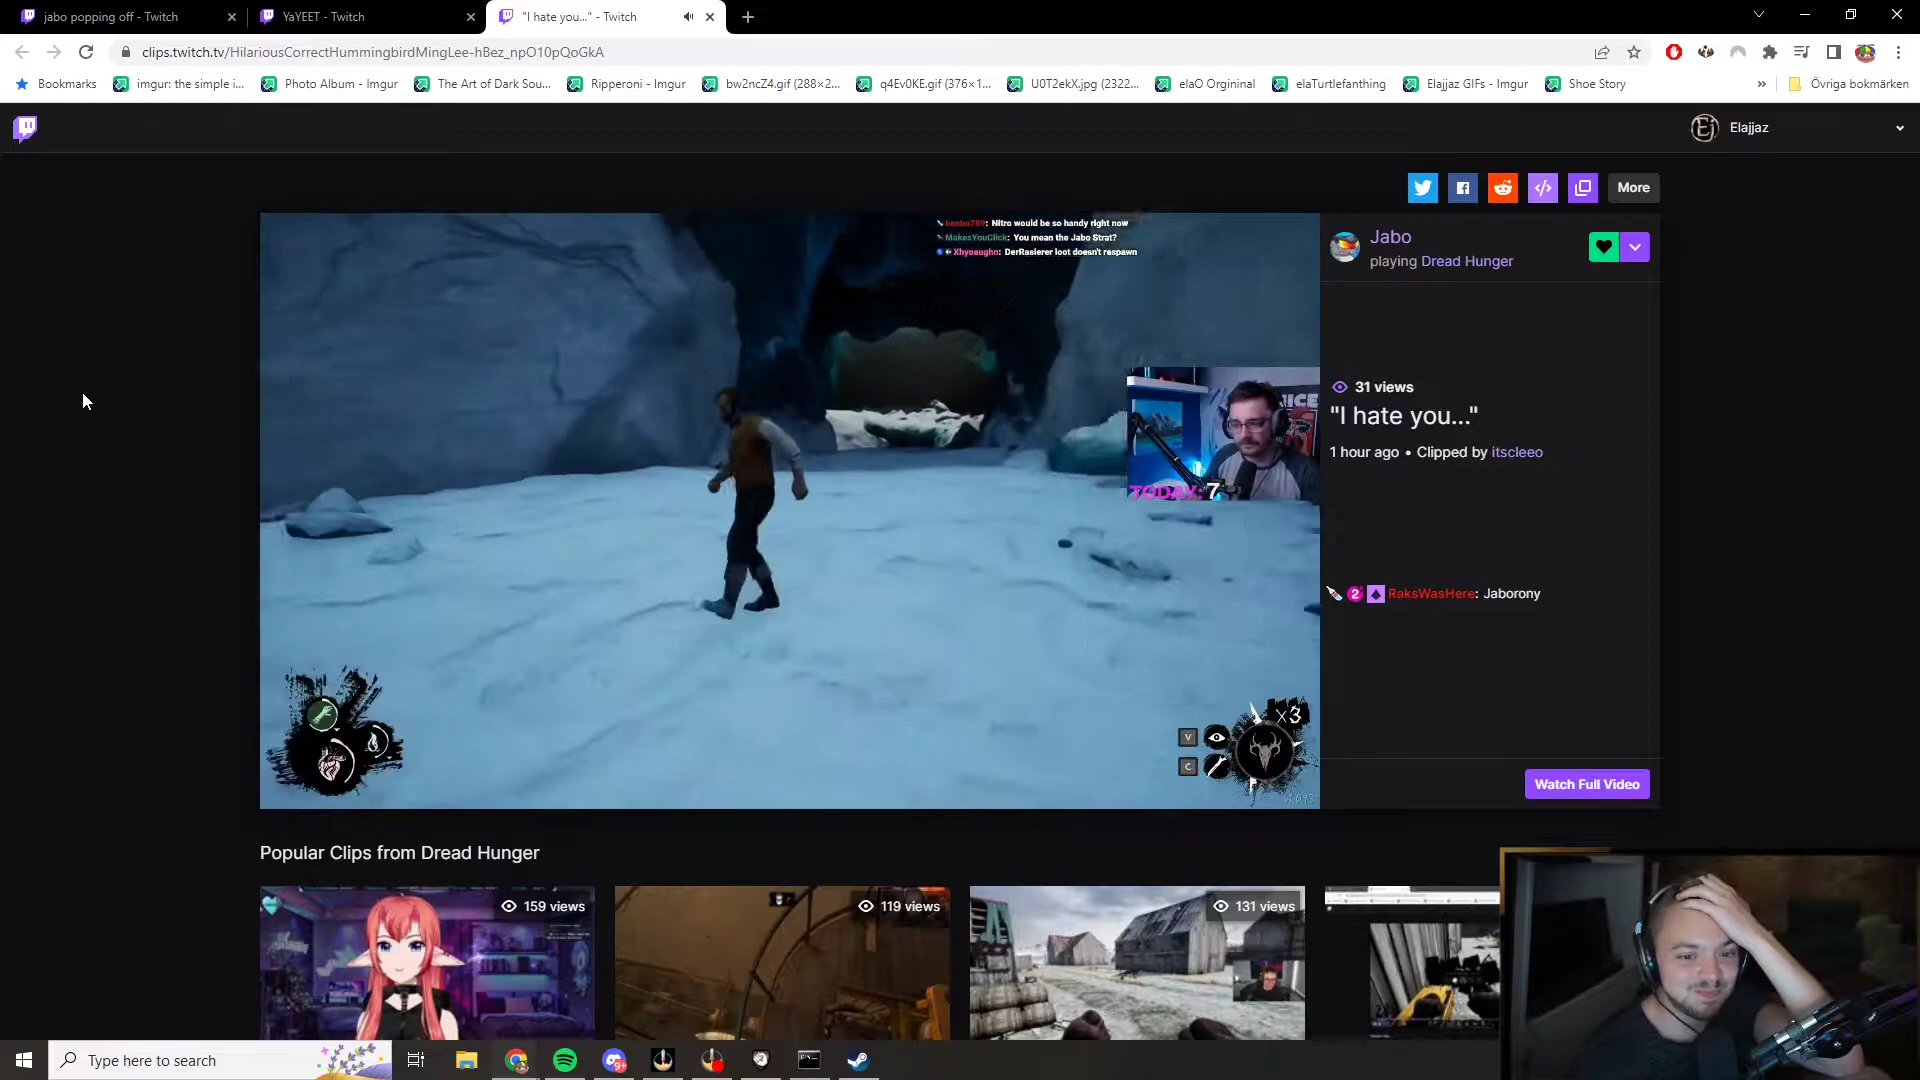 jabo popping off - Twitch
YaYEET - Twitch
"I hate you..." - Twitch
clips.twitch.tv/HilariousCorrectHummingbirdMingLee-hBez_npO10pQoGkA
Bookmarks
imgur: the simple i...
Photo Album - Imgur
The Art of Dark Sou...
Ripperoni - Imgur
bw2ncZ4.gif (288×2...
q4Ev0KE.gif (376×1...
U0T2ekX.jpg (2322...
elaO Orgininal
elaTurtlefanthing
Elajjaz GIFs - Imgur
Shoe Story
Övriga bokmärken
Ej
Elajjaz
More
benbo789: Nitro would be so handy right now
MakesYouClick: You mean the Jabo Strat?
Xhyoaughn: DerRasierer loot doesn't respawn
Jabo
playing Dread Hunger
TODAY: 7
31 views
"I hate you..."
1 hour ago • Clipped by itscleeo
2 RaksWasHere: Jaborony
x3
V
C
Watch Full Video
Popular Clips from Dread Hunger
159 views
119 views
131 views
Type here to search